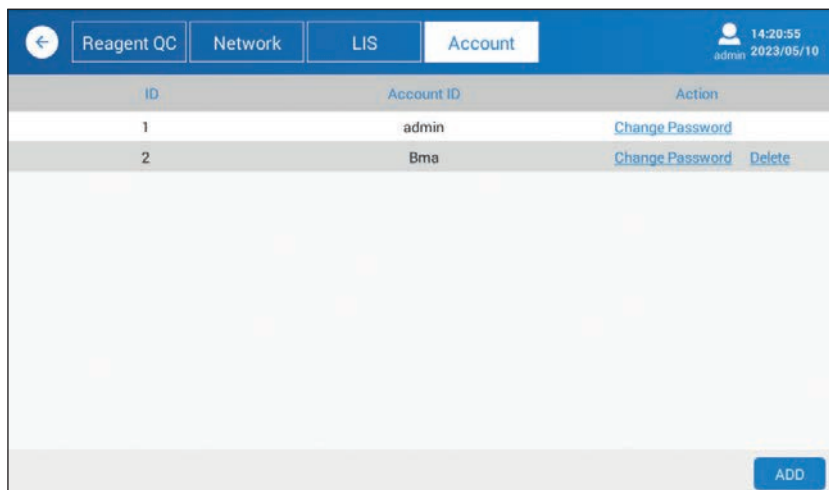 Reagent QC Network LIS Account
14:20:55
admin 2023/05/10
ID Account ID Action
1 admin Change Password
2 Bma Change Password Delete
ADD